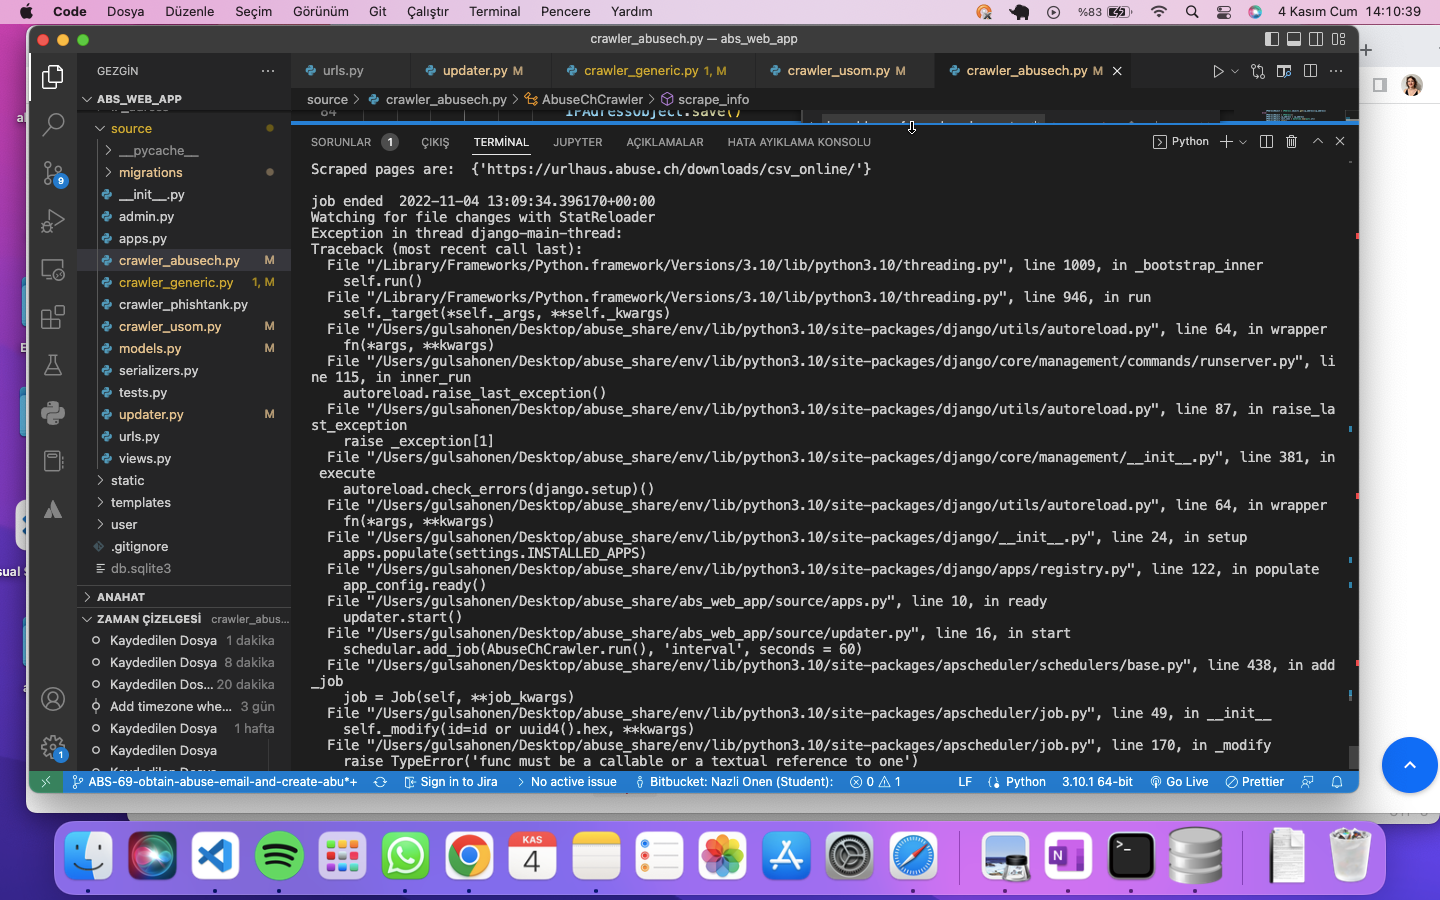 Code Dosya Düzenle Seçim Görünüm Git Çalıştır Terminal Pencere Yardım %83 4 Kasım Cum 14:10:39
crawler_abusech.py — abs_web_app
GEZGİN
urls.py updater.py M crawler_generic.py 1, M crawler_usom.py M crawler_abusech.py M
ABS_WEB_APP
source > crawler_abusech.py > AbuseChCrawler > scrape_info
84 IPAdressObject.save()
source
__pycache__
migrations
__init__.py
admin.py
apps.py
crawler_abusech.py M
crawler_generic.py 1, M
crawler_phishtank.py
crawler_usom.py M
models.py M
serializers.py
tests.py
updater.py M
urls.py
views.py
static
templates
user
.gitignore
db.sqlite3
ANAHAT
ZAMAN ÇİZELGESİ crawler_abus...
Kaydedilen Dosya 1 dakika
Kaydedilen Dosya 8 dakika
Kaydedilen Dos... 20 dakika
Add timezone whe... 3 gün
Kaydedilen Dosya 1 hafta
Kaydedilen Dosya
9
1
SORUNLAR 1 ÇIKIŞ TERMİNAL JUPYTER AÇIKLAMALAR HATA AYIKLAMA KONSOLU Python
Scraped pages are:  {'https://urlhaus.abuse.ch/downloads/csv_online/'}
job ended  2022-11-04 13:09:34.396170+00:00
Watching for file changes with StatReloader
Exception in thread django-main-thread:
Traceback (most recent call last):
  File "/Library/Frameworks/Python.framework/Versions/3.10/lib/python3.10/threading.py", line 1009, in _bootstrap_inner
    self.run()
  File "/Library/Frameworks/Python.framework/Versions/3.10/lib/python3.10/threading.py", line 946, in run
    self._target(*self._args, **self._kwargs)
  File "/Users/gulsahonen/Desktop/abuse_share/env/lib/python3.10/site-packages/django/utils/autoreload.py", line 64, in wrapper
    fn(*args, **kwargs)
  File "/Users/gulsahonen/Desktop/abuse_share/env/lib/python3.10/site-packages/django/core/management/commands/runserver.py", li
ne 115, in inner_run
    autoreload.raise_last_exception()
  File "/Users/gulsahonen/Desktop/abuse_share/env/lib/python3.10/site-packages/django/utils/autoreload.py", line 87, in raise_la
st_exception
    raise _exception[1]
  File "/Users/gulsahonen/Desktop/abuse_share/env/lib/python3.10/site-packages/django/core/management/__init__.py", line 381, in
 execute
    autoreload.check_errors(django.setup)()
  File "/Users/gulsahonen/Desktop/abuse_share/env/lib/python3.10/site-packages/django/utils/autoreload.py", line 64, in wrapper
    fn(*args, **kwargs)
  File "/Users/gulsahonen/Desktop/abuse_share/env/lib/python3.10/site-packages/django/__init__.py", line 24, in setup
    apps.populate(settings.INSTALLED_APPS)
  File "/Users/gulsahonen/Desktop/abuse_share/env/lib/python3.10/site-packages/django/apps/registry.py", line 122, in populate
    app_config.ready()
  File "/Users/gulsahonen/Desktop/abuse_share/abs_web_app/source/apps.py", line 10, in ready
    updater.start()
  File "/Users/gulsahonen/Desktop/abuse_share/abs_web_app/source/updater.py", line 16, in start
    schedular.add_job(AbuseChCrawler.run(), 'interval', seconds = 60)
  File "/Users/gulsahonen/Desktop/abuse_share/env/lib/python3.10/site-packages/apscheduler/schedulers/base.py", line 438, in add
_job
    job = Job(self, **job_kwargs)
  File "/Users/gulsahonen/Desktop/abuse_share/env/lib/python3.10/site-packages/apscheduler/job.py", line 49, in __init__
    self._modify(id=id or uuid4().hex, **kwargs)
  File "/Users/gulsahonen/Desktop/abuse_share/env/lib/python3.10/site-packages/apscheduler/job.py", line 170, in _modify
    raise TypeError('func must be a callable or a textual reference to one')
ABS-69-obtain-abuse-email-and-create-abu*+ Sign in to Jira No active issue Bitbucket: Nazli Onen (Student): 0 1 LF Python 3.10.1 64-bit Go Live Prettier
KAS
4